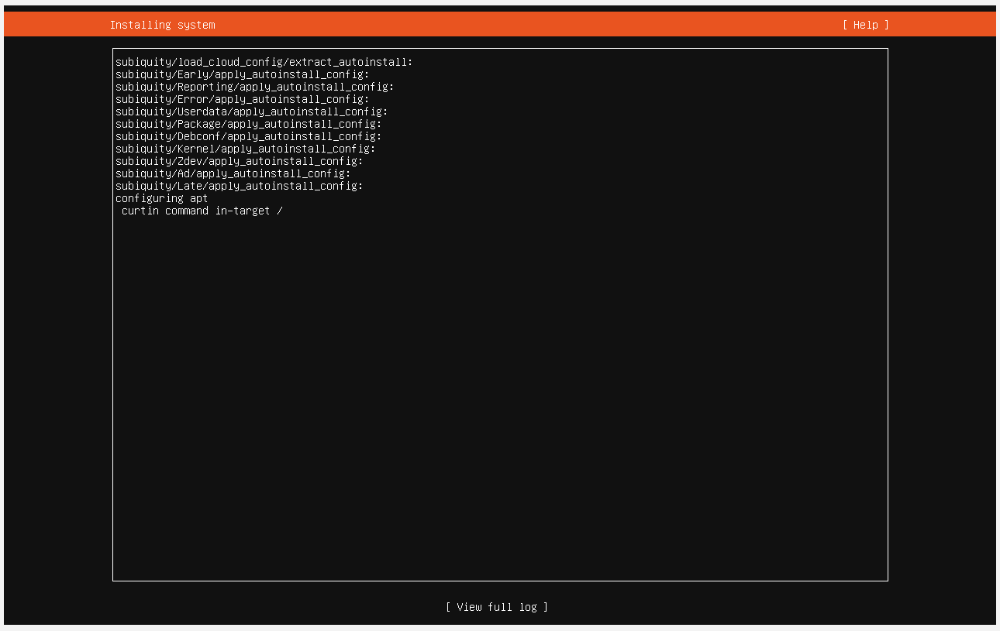 Installing system
[ Help ]
subiquity/load_cloud_config/extract_autoinstall:
subiquity/Early/apply_autoinstall_config:
subiquity/Reporting/apply_autoinstall_config:
subiquity/Error/apply_autoinstall_config:
subiquity/Userdata/apply_autoinstall_config:
subiquity/Package/apply_autoinstall_config:
subiquity/Debconf/apply_autoinstall_config:
subiquity/Kernel/apply_autoinstall_config:
subiquity/Zdev/apply_autoinstall_config:
subiquity/Ad/apply_autoinstall_config:
subiquity/Late/apply_autoinstall_config:
configuring apt
 curtin command in-target /
[ View full log ]